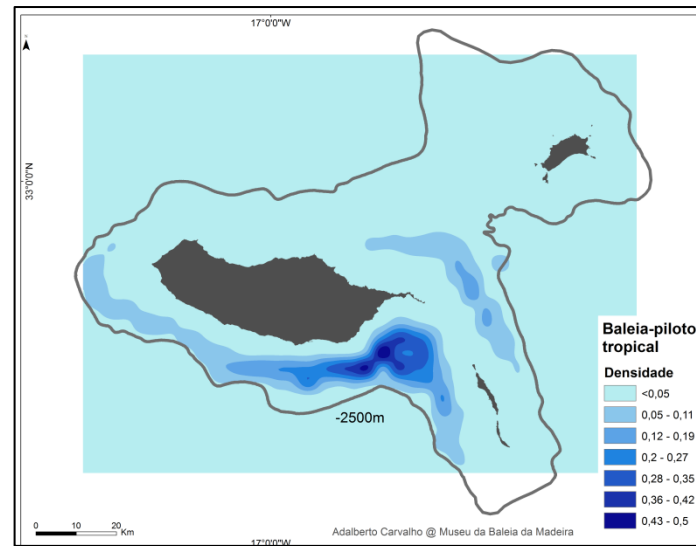 17°0'0"W
33°0'0"N
-2500m
Baleia-piloto
tropical
Densidade
<0,05
0,05 - 0,11
0,12 - 0,19
0,2 - 0,27
0,28 - 0,35
0,36 - 0,42
0,43 - 0,5
0 10 20
Km
17°0'0"W
Adalberto Carvalho @ Museu da Baleia da Madeira